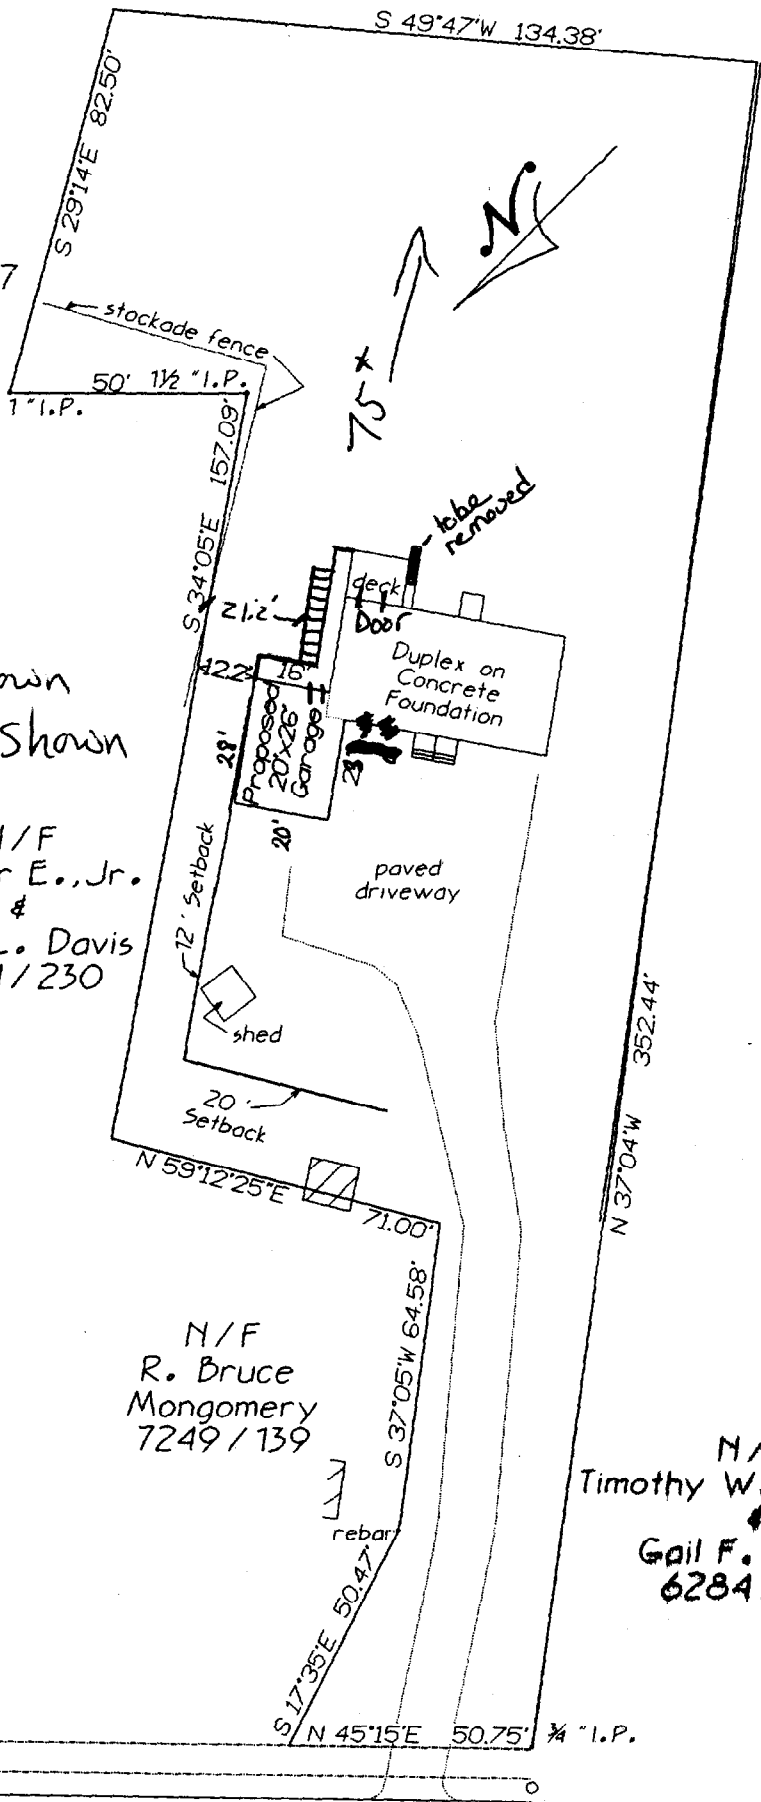 S 49°47'W 134.38'
S 29°14'E 82.50'
N
7
stockade fence
75 ±
50' 1½ "I.P.
1 "I.P.
S 34°05'E 157.09'
to be
removed
deck
21.2'
Door
Duplex on
Concrete
Foundation
12.2' 16'
Proposed
20'x26'
Garage
28'
28
20'
own
Shown
N/F
r E., Jr.
&
L. Davis
1/230
12' Setback
paved
driveway
shed
20'
Setback
N 59°12'25"E 71.00'
N 37°04'W 352.44'
S 37°05'W 64.58'
N/F
R. Bruce
Mongomery
7249/139
rebar
N/
Timothy W.
&
Gail F.
6284
S 17°35'E 50.47'
N 45°15'E 50.75' ¾ "I.P.